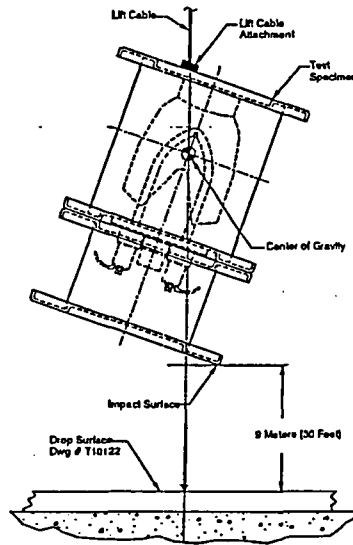 Lift Cable
Lift Cable
Attachment
Test
Specimen
Center of Gravity
Impact Surface
9 Meters (30 Feet)
Drop Surface
Dwg # T10122